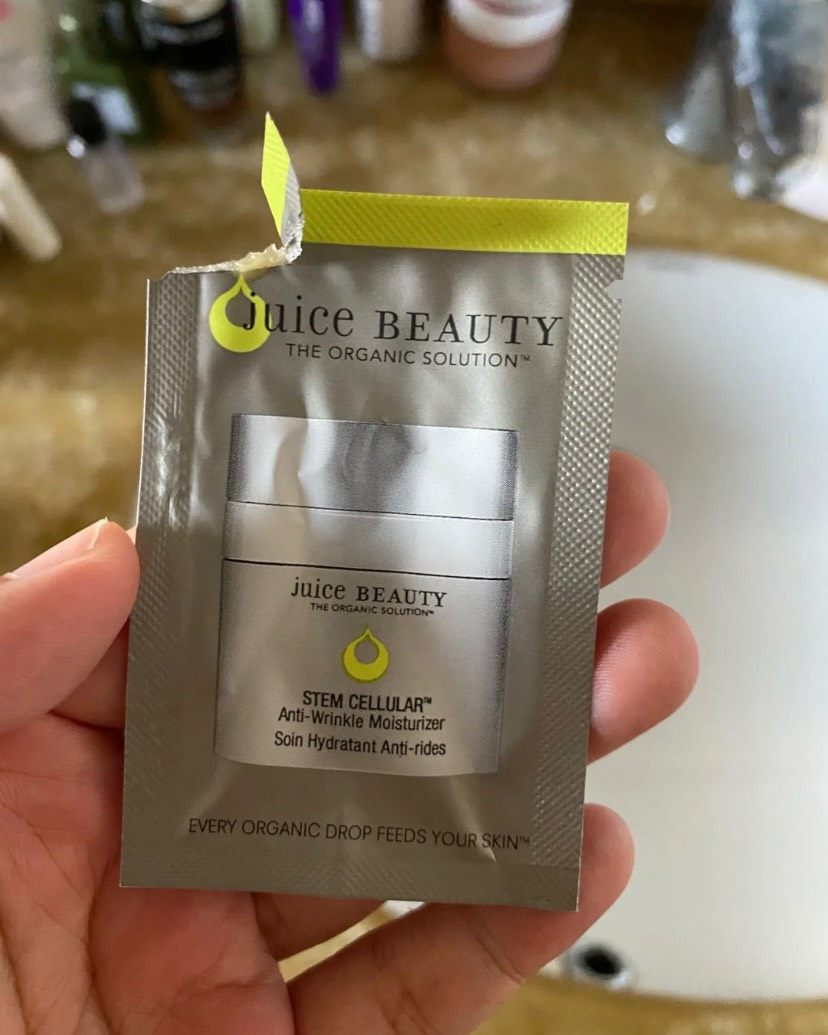 juice BEAUTY
THE ORGANIC SOLUTION™
juice BEAUTY
THE ORGANIC SOLUTION™
STEM CELLULAR™
Anti-Wrinkle Moisturizer
Soin Hydratant Anti-rides
EVERY ORGANIC DROP FEEDS YOUR SKIN™